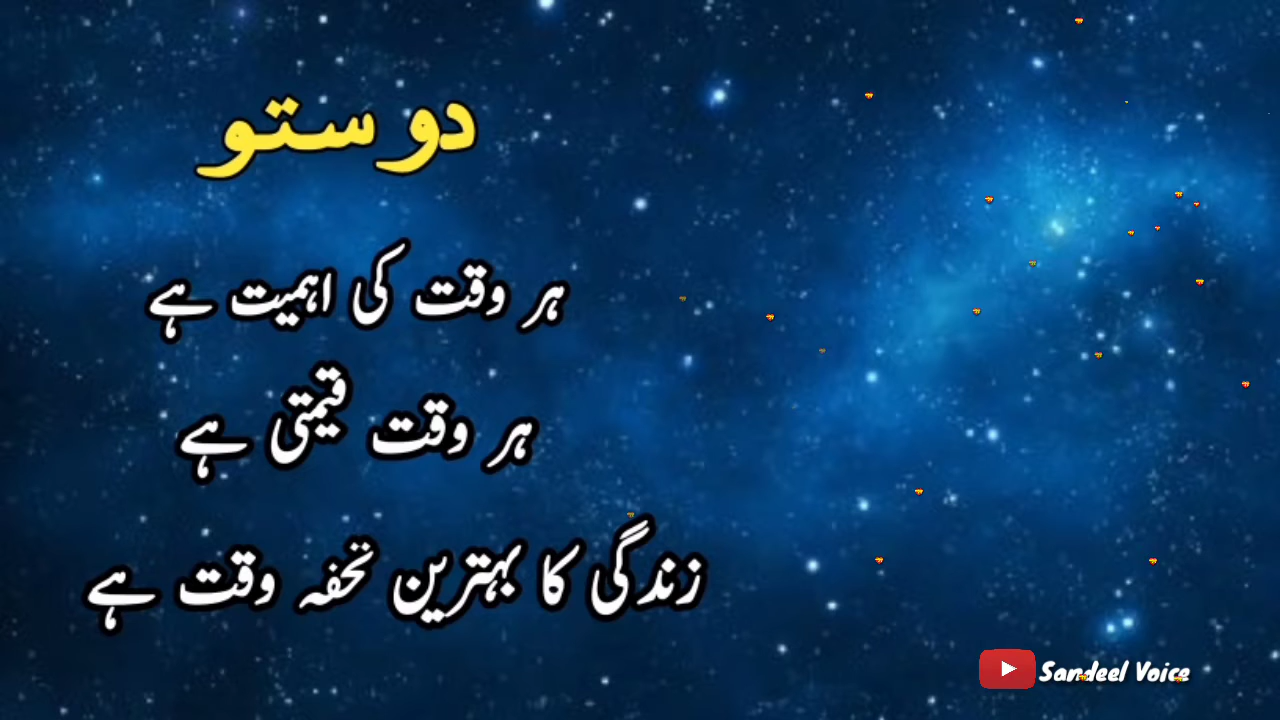 دوستو
ہر وقت کی اہمیت ہے
ہر وقت قیمتی ہے
زندگی کا بہترین تحفہ وقت ہے
Sandeel Voice